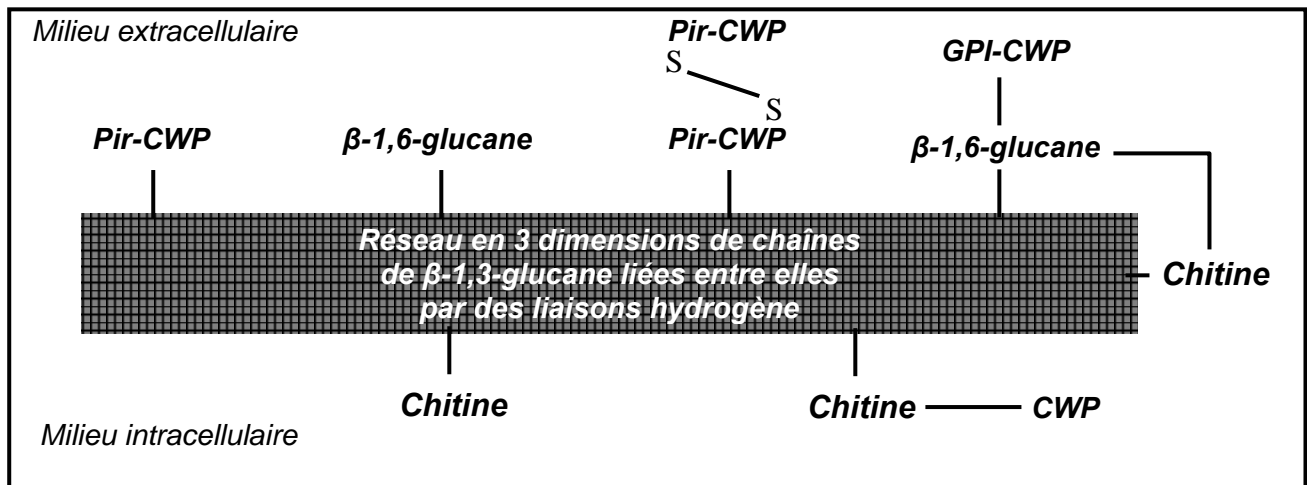 Milieu extracellulaire
Pir-CWP
S
S
GPI-CWP
Pir-CWP
β-1,6-glucane
Pir-CWP
β-1,6-glucane
Réseau en 3 dimensions de chaînes
de β-1,3-glucane liées entre elles
par des liaisons hydrogène
Chitine
Chitine
Chitine
CWP
Milieu intracellulaire